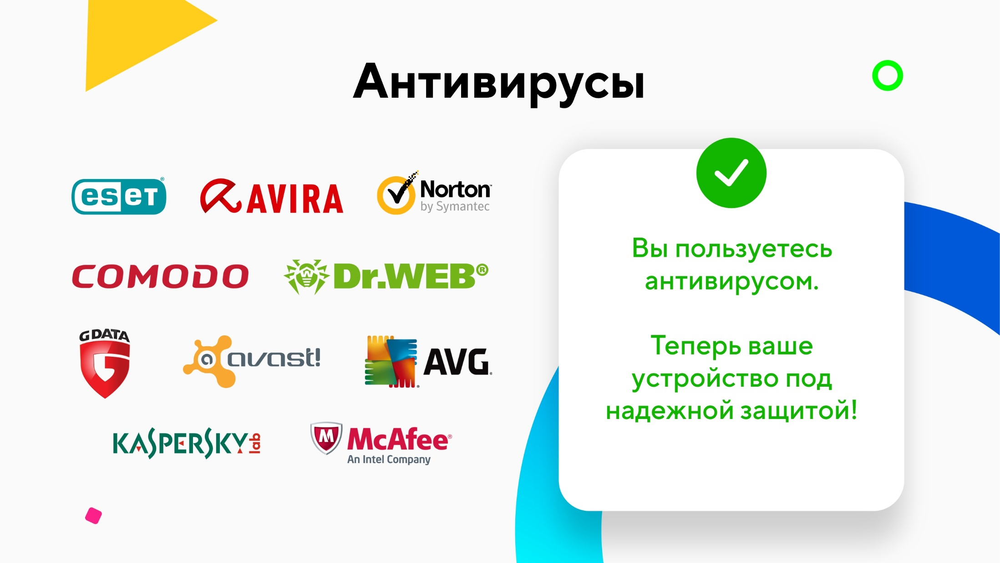 Антивирусы
eset®
AVIRA
Norton™
by Symantec
COMODO
Dr.WEB®
G DATA
G
a avast!
AVG®
KASPERSKY lab
M McAfee®
An Intel Company
Вы пользуетесь
антивирусом.
Теперь ваше
устройство под
надежной защитой!